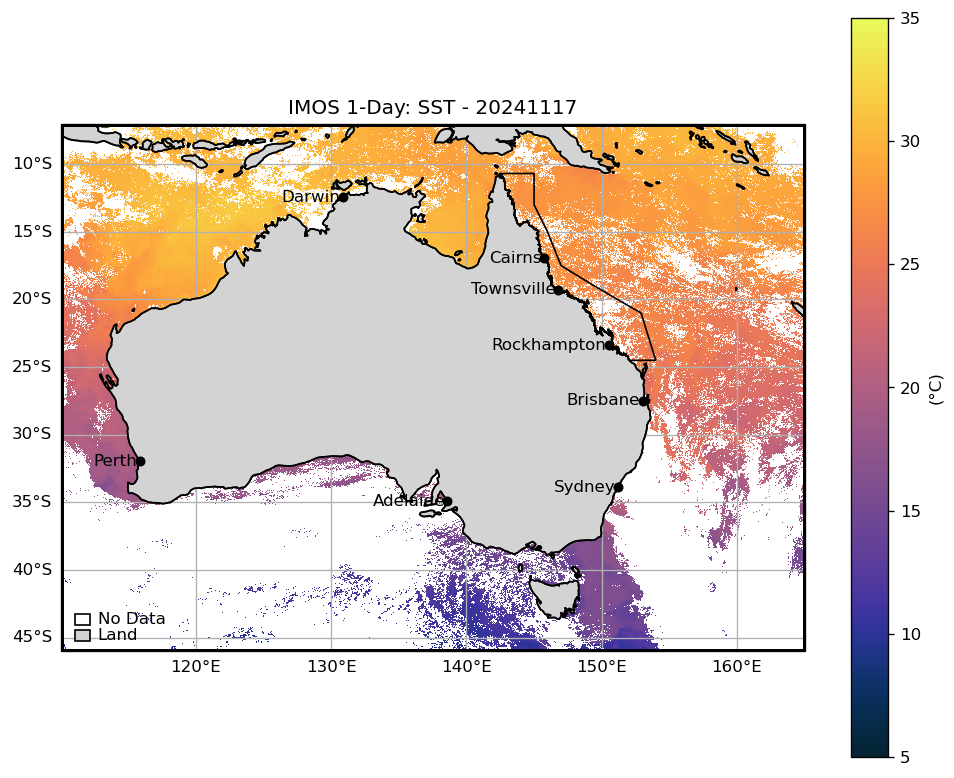 IMOS 1-Day: SST - 20241117
35
30
25
20
15
10
5
(°C)
10°S
15°S
20°S
25°S
30°S
35°S
40°S
45°S
Darwin
Cairns
Townsville
Rockhampton
Brisbane
Perth
Sydney
Adelaide
No Data
Land
120°E
130°E
140°E
150°E
160°E